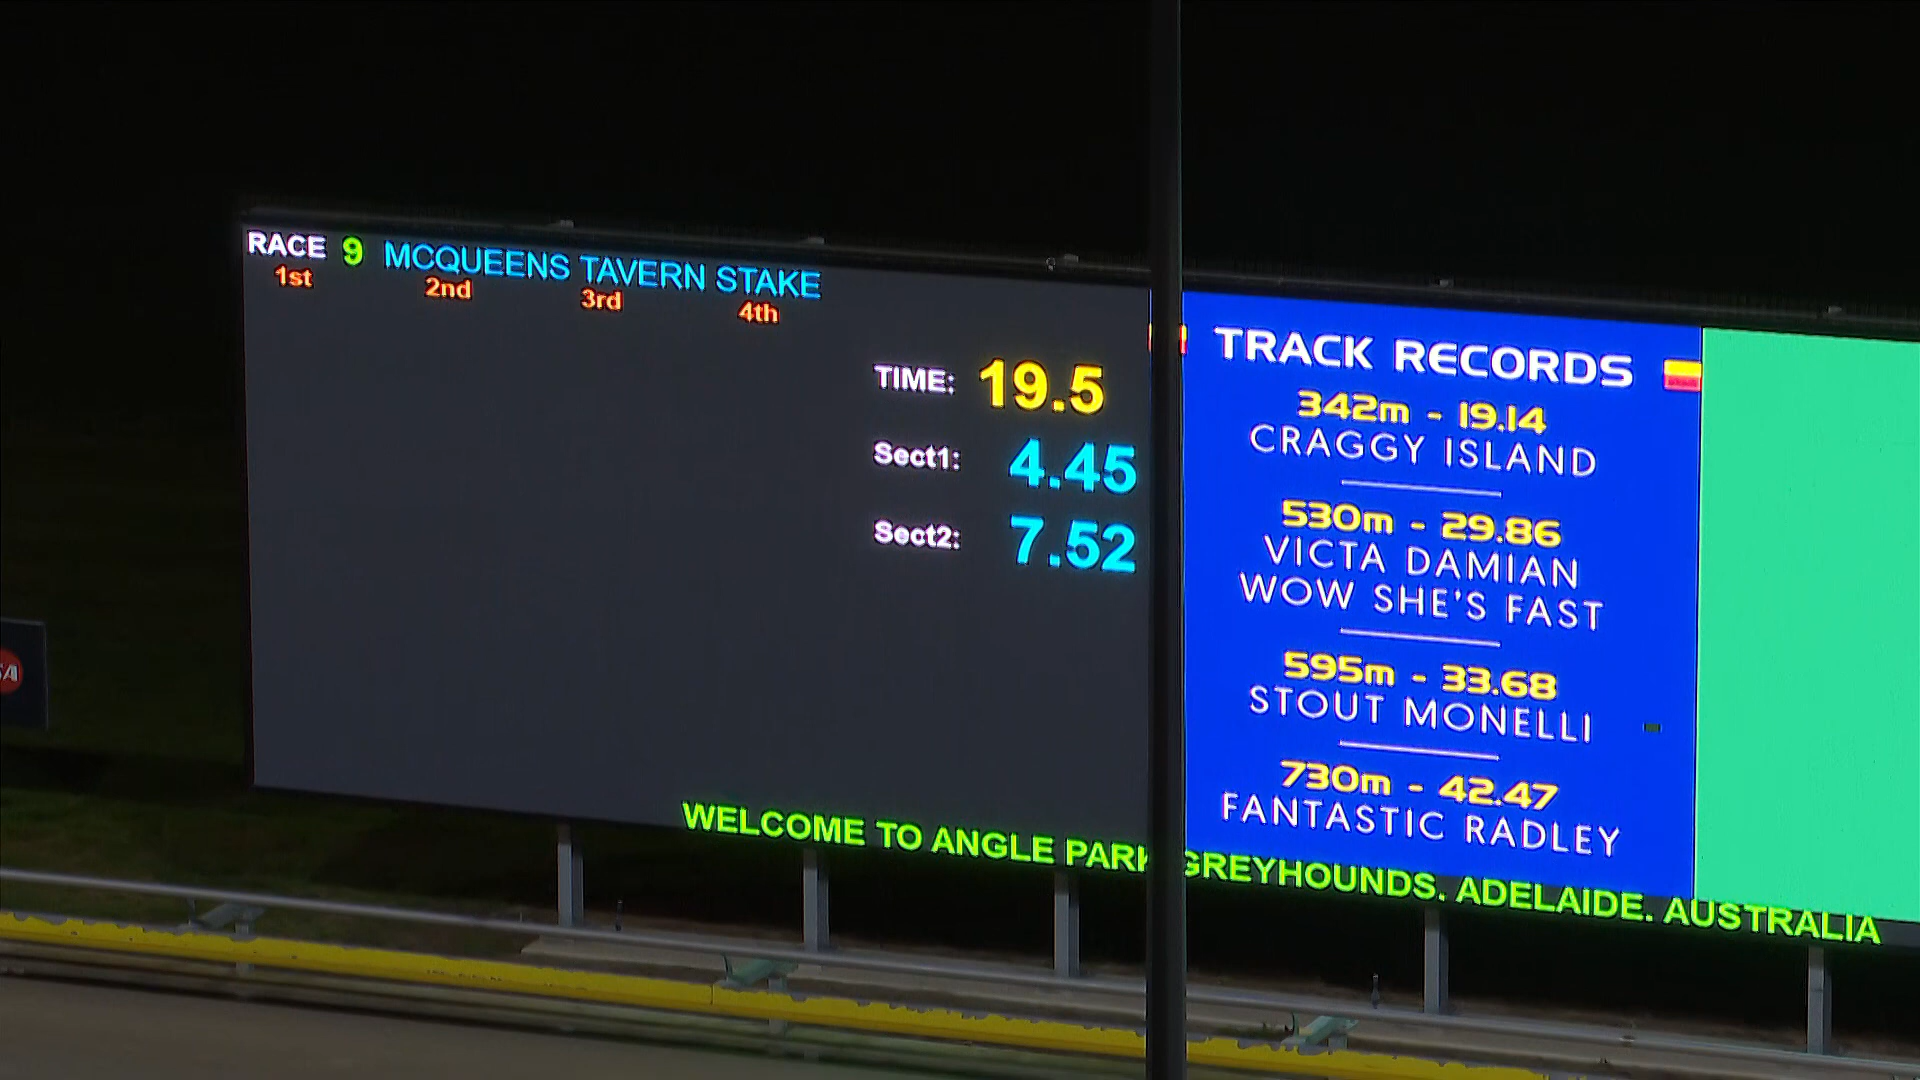 RACE 9 MCQUEENS TAVERN STAKE
1st 2nd 3rd 4th
TIME: 19.5
Sect1: 4.45
Sect2: 7.52
TRACK RECORDS
342m - 19.14
CRAGGY ISLAND
530m - 29.86
VICTA DAMIAN
WOW SHE'S FAST
595m - 33.68
STOUT MONELLI
730m - 42.47
FANTASTIC RADLEY
WELCOME TO ANGLE PARK GREYHOUNDS. ADELAIDE. AUSTRALIA